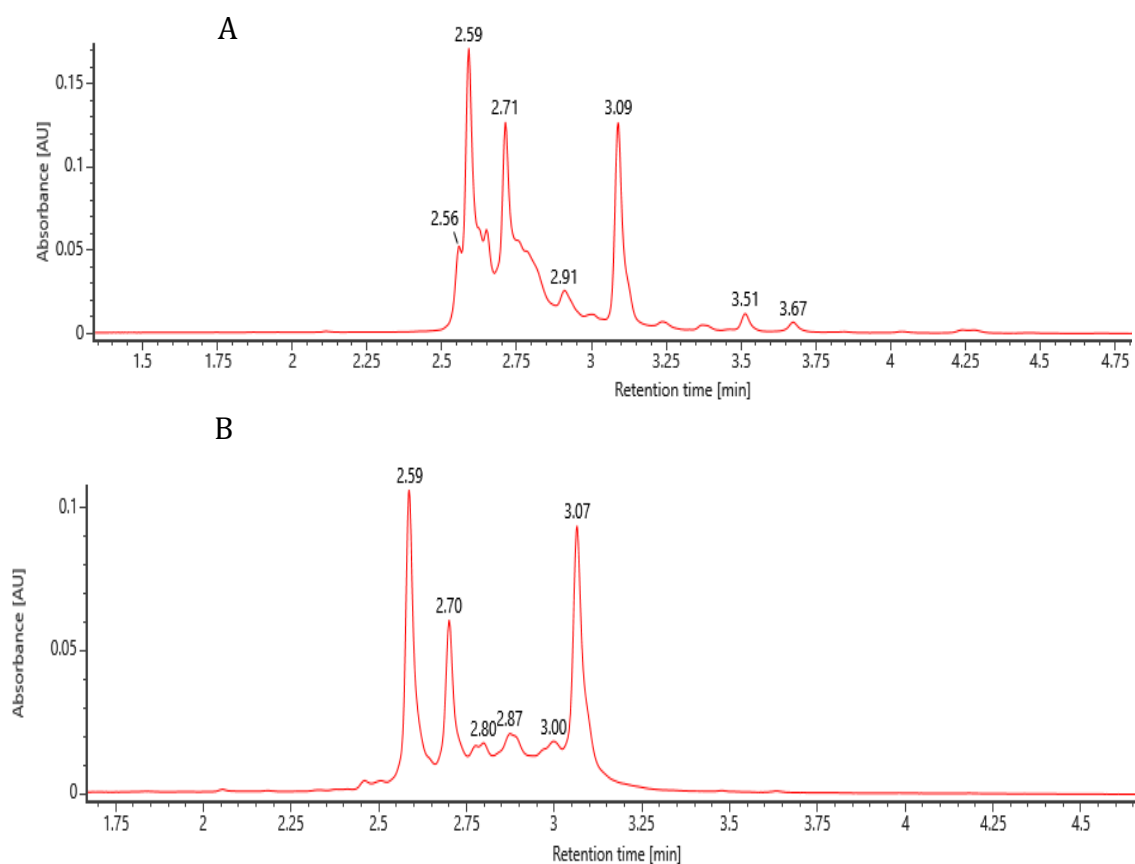 A
2.59
0.15
2.71
3.09
0.1
2.56
0.05
2.91
3.51
3.67
0
1.5 1.75 2 2.25 2.5 2.75 3 3.25 3.5 3.75 4 4.25 4.5 4.75
Absorbance [AU]
Retention time [min]
B
2.59
0.1
3.07
2.70
0.05
2.80 2.87 3.00
0
1.75 2 2.25 2.5 2.75 3 3.25 3.5 3.75 4 4.25 4.5
Absorbance [AU]
Retention time [min]